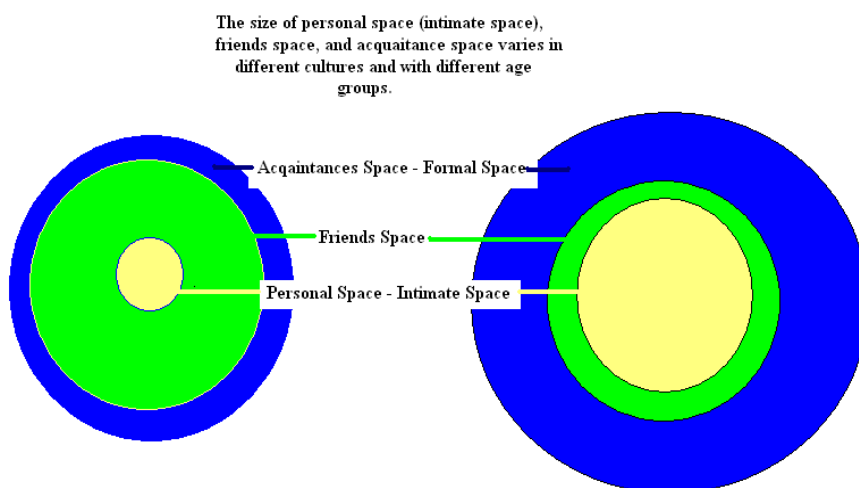 The size of personal space (intimate space),
friends space, and acquaitance space varies in
different cultures and with different age
groups.
Acqaintances Space - Formal Space
Friends Space
Personal Space - Intimate Space